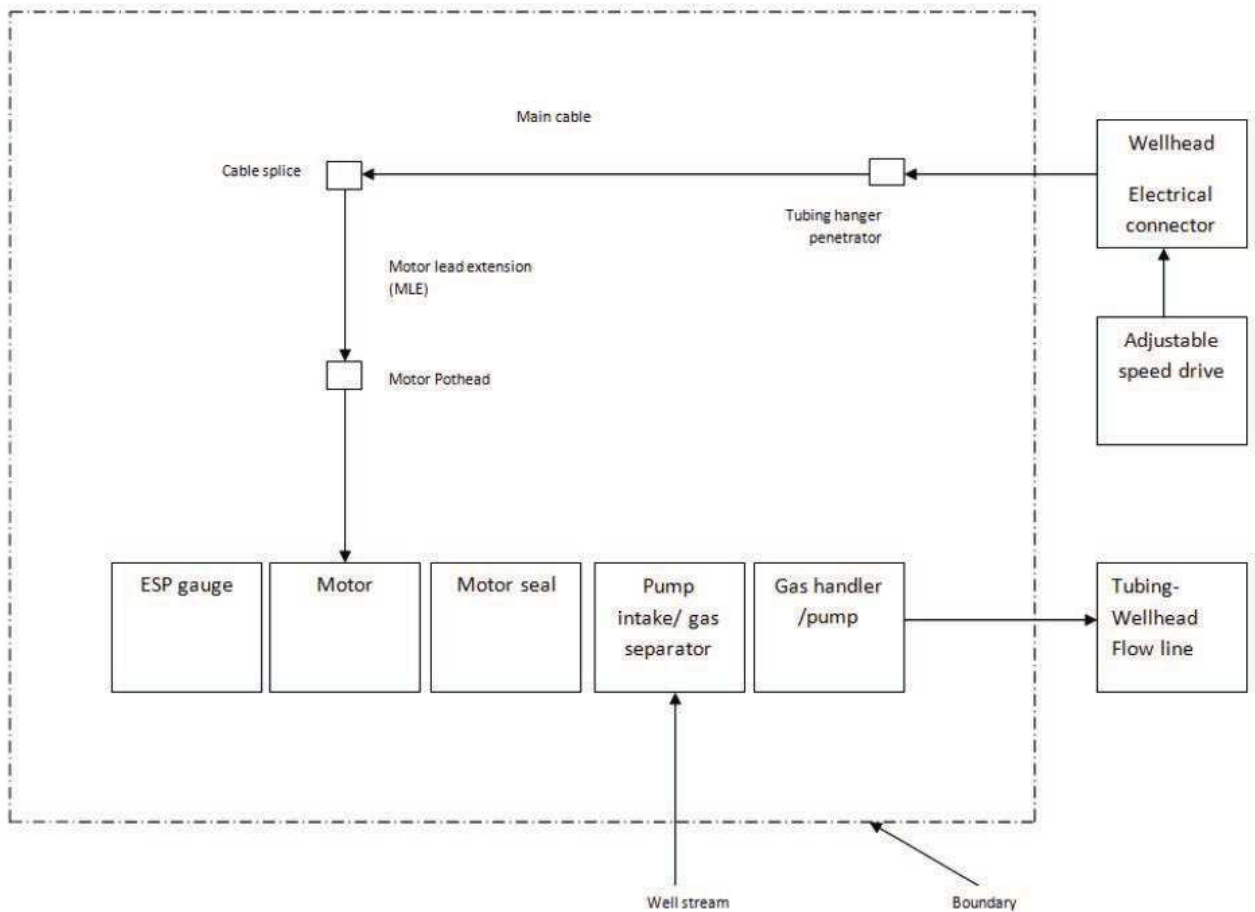 Main cable
Wellhead
Electrical
connector
Cable splice
Tubing hanger
penetrator
Motor lead extension
(MLE)
Adjustable
speed drive
Motor Pothead
ESP gauge
Motor
Motor seal
Pump
intake/ gas
separator
Gas handler
/pump
Tubing-
Wellhead
Flow line
Well stream
Boundary